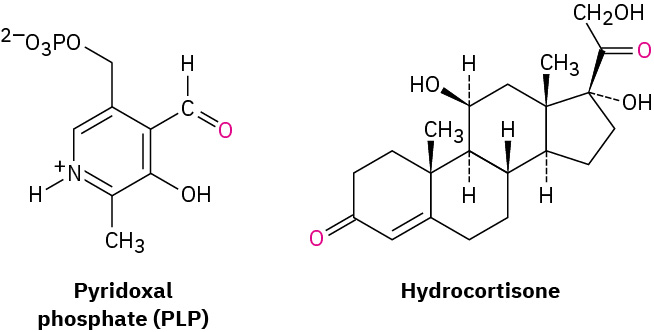 CH₂OH
²⁻O₃PO
H
H
CH₃
O
C
O
HO
OH
CH₃
H
+
N
H
OH
H
H
CH₃
O
Pyridoxal
phosphate (PLP)
Hydrocortisone